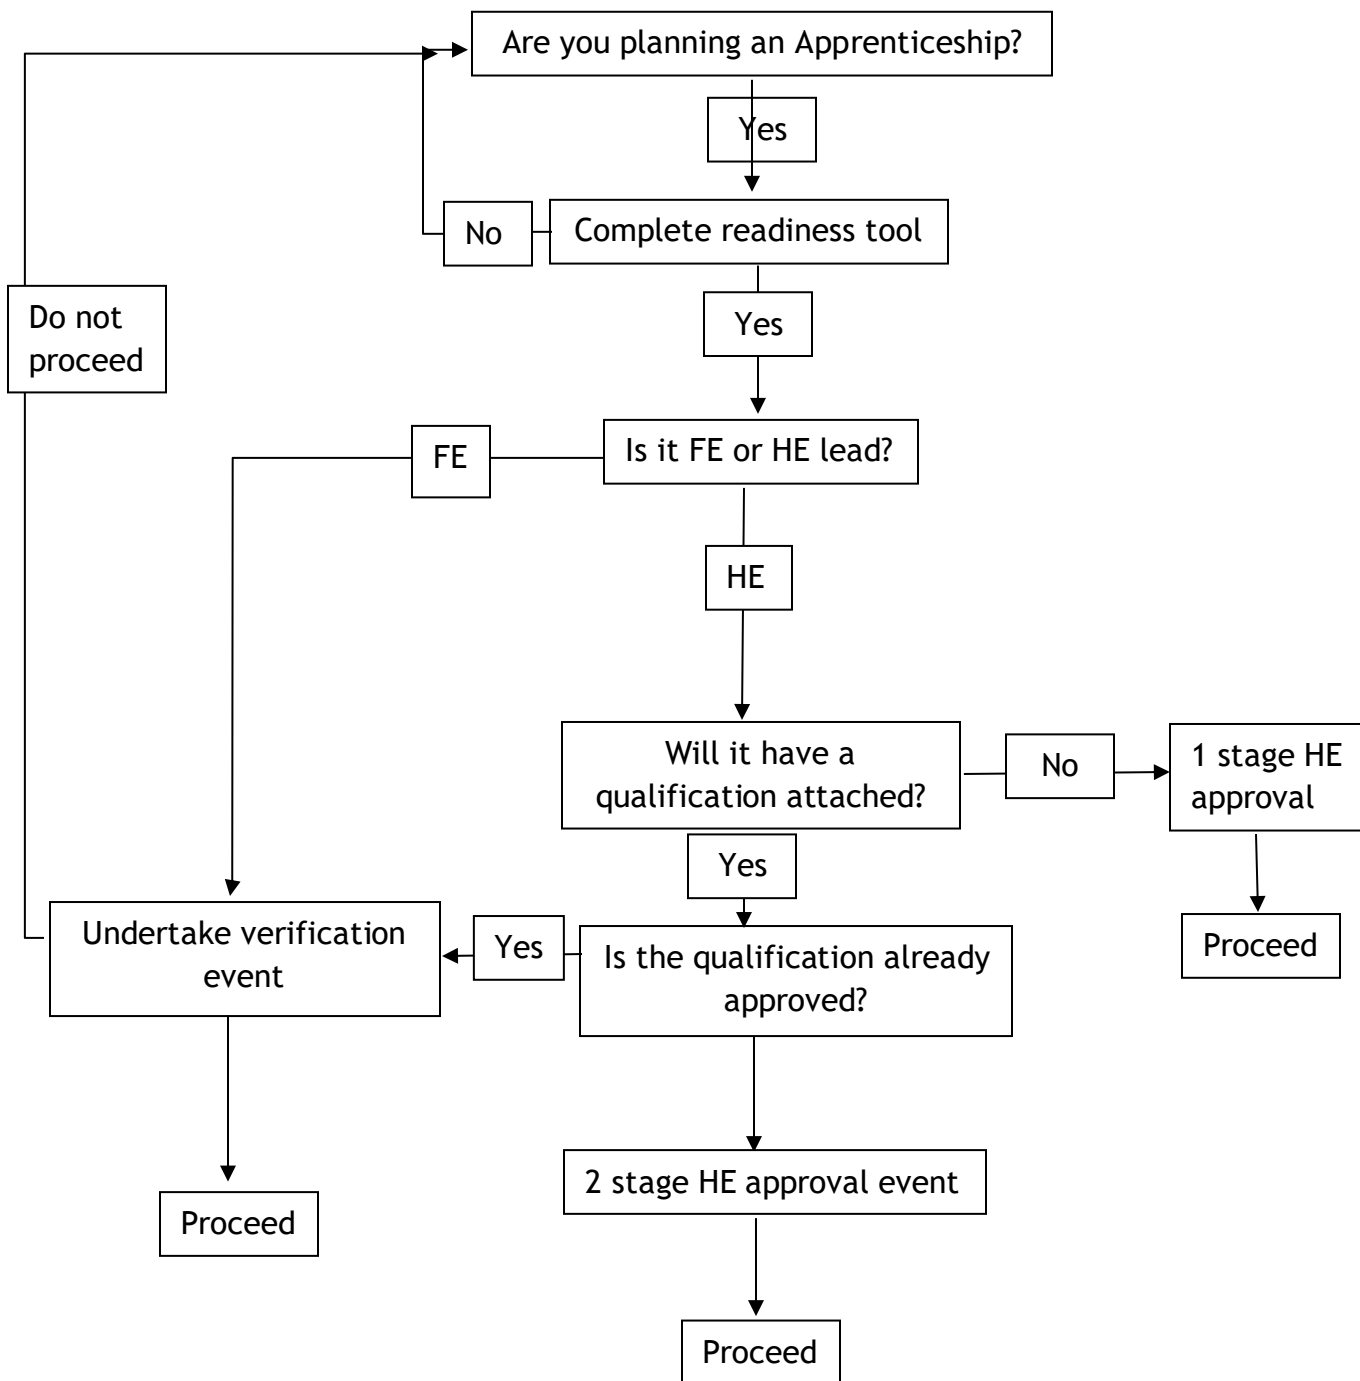 Are you planning an Apprenticeship?
Yes
No
Complete readiness tool
Do not
proceed
Yes
FE
Is it FE or HE lead?
HE
Will it have a
qualification attached?
No
1 stage HE
approval
Yes
Undertake verification
event
Yes
Is the qualification already
approved?
Proceed
2 stage HE approval event
Proceed
Proceed